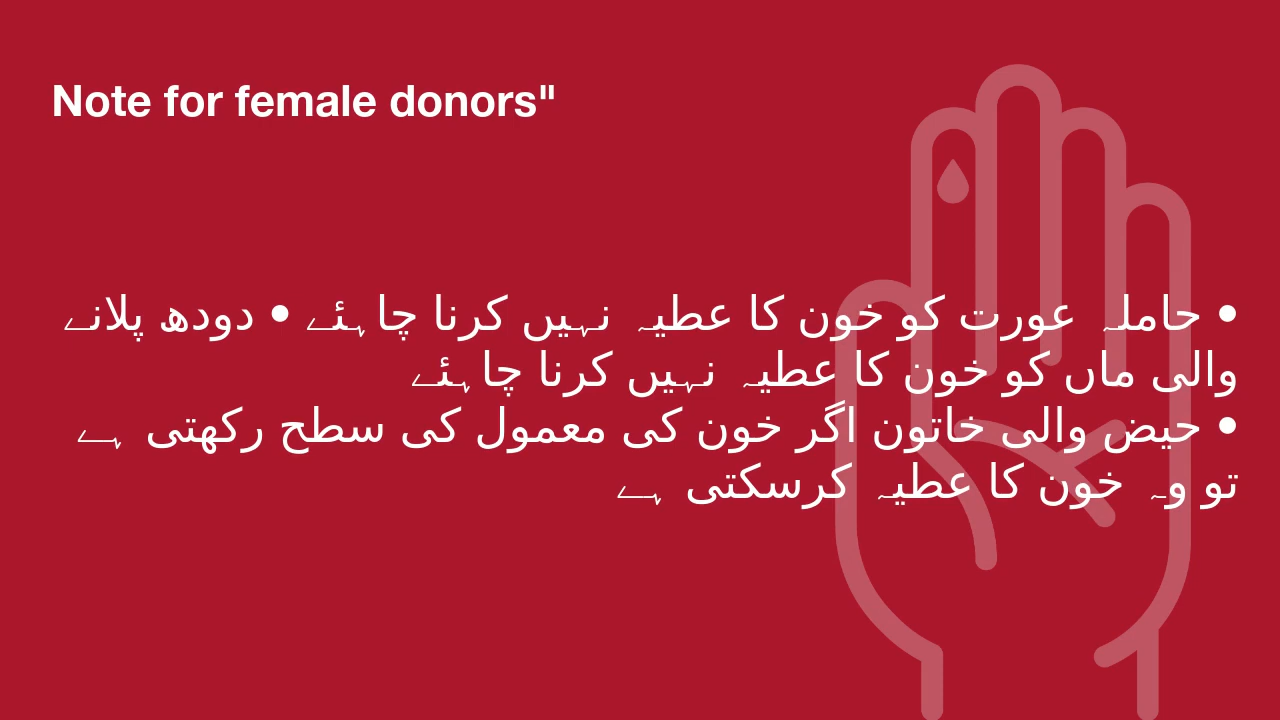 Note for female donors"
• حاملہ عورت کو خون کا عطیہ نہیں کرنا چاہئے • دودھ پلانے
والی ماں کو خون کا عطیہ نہیں کرنا چاہئے
• حیض والی خاتون اگر خون کی معمول کی سطح رکھتی ہے
تو وہ خون کا عطیہ کرسکتی ہے